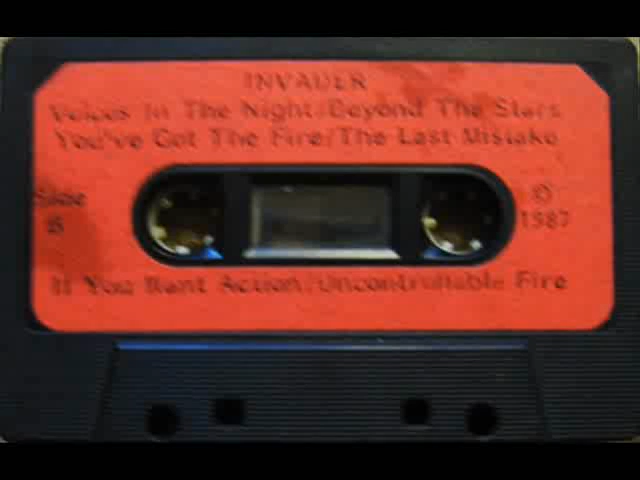 INVADER
Voices In The Night/Beyond The Stars
You've Got The Fire/The Last Mistake
Side
B
©
1987
If You Want Action/Uncontrollable Fire